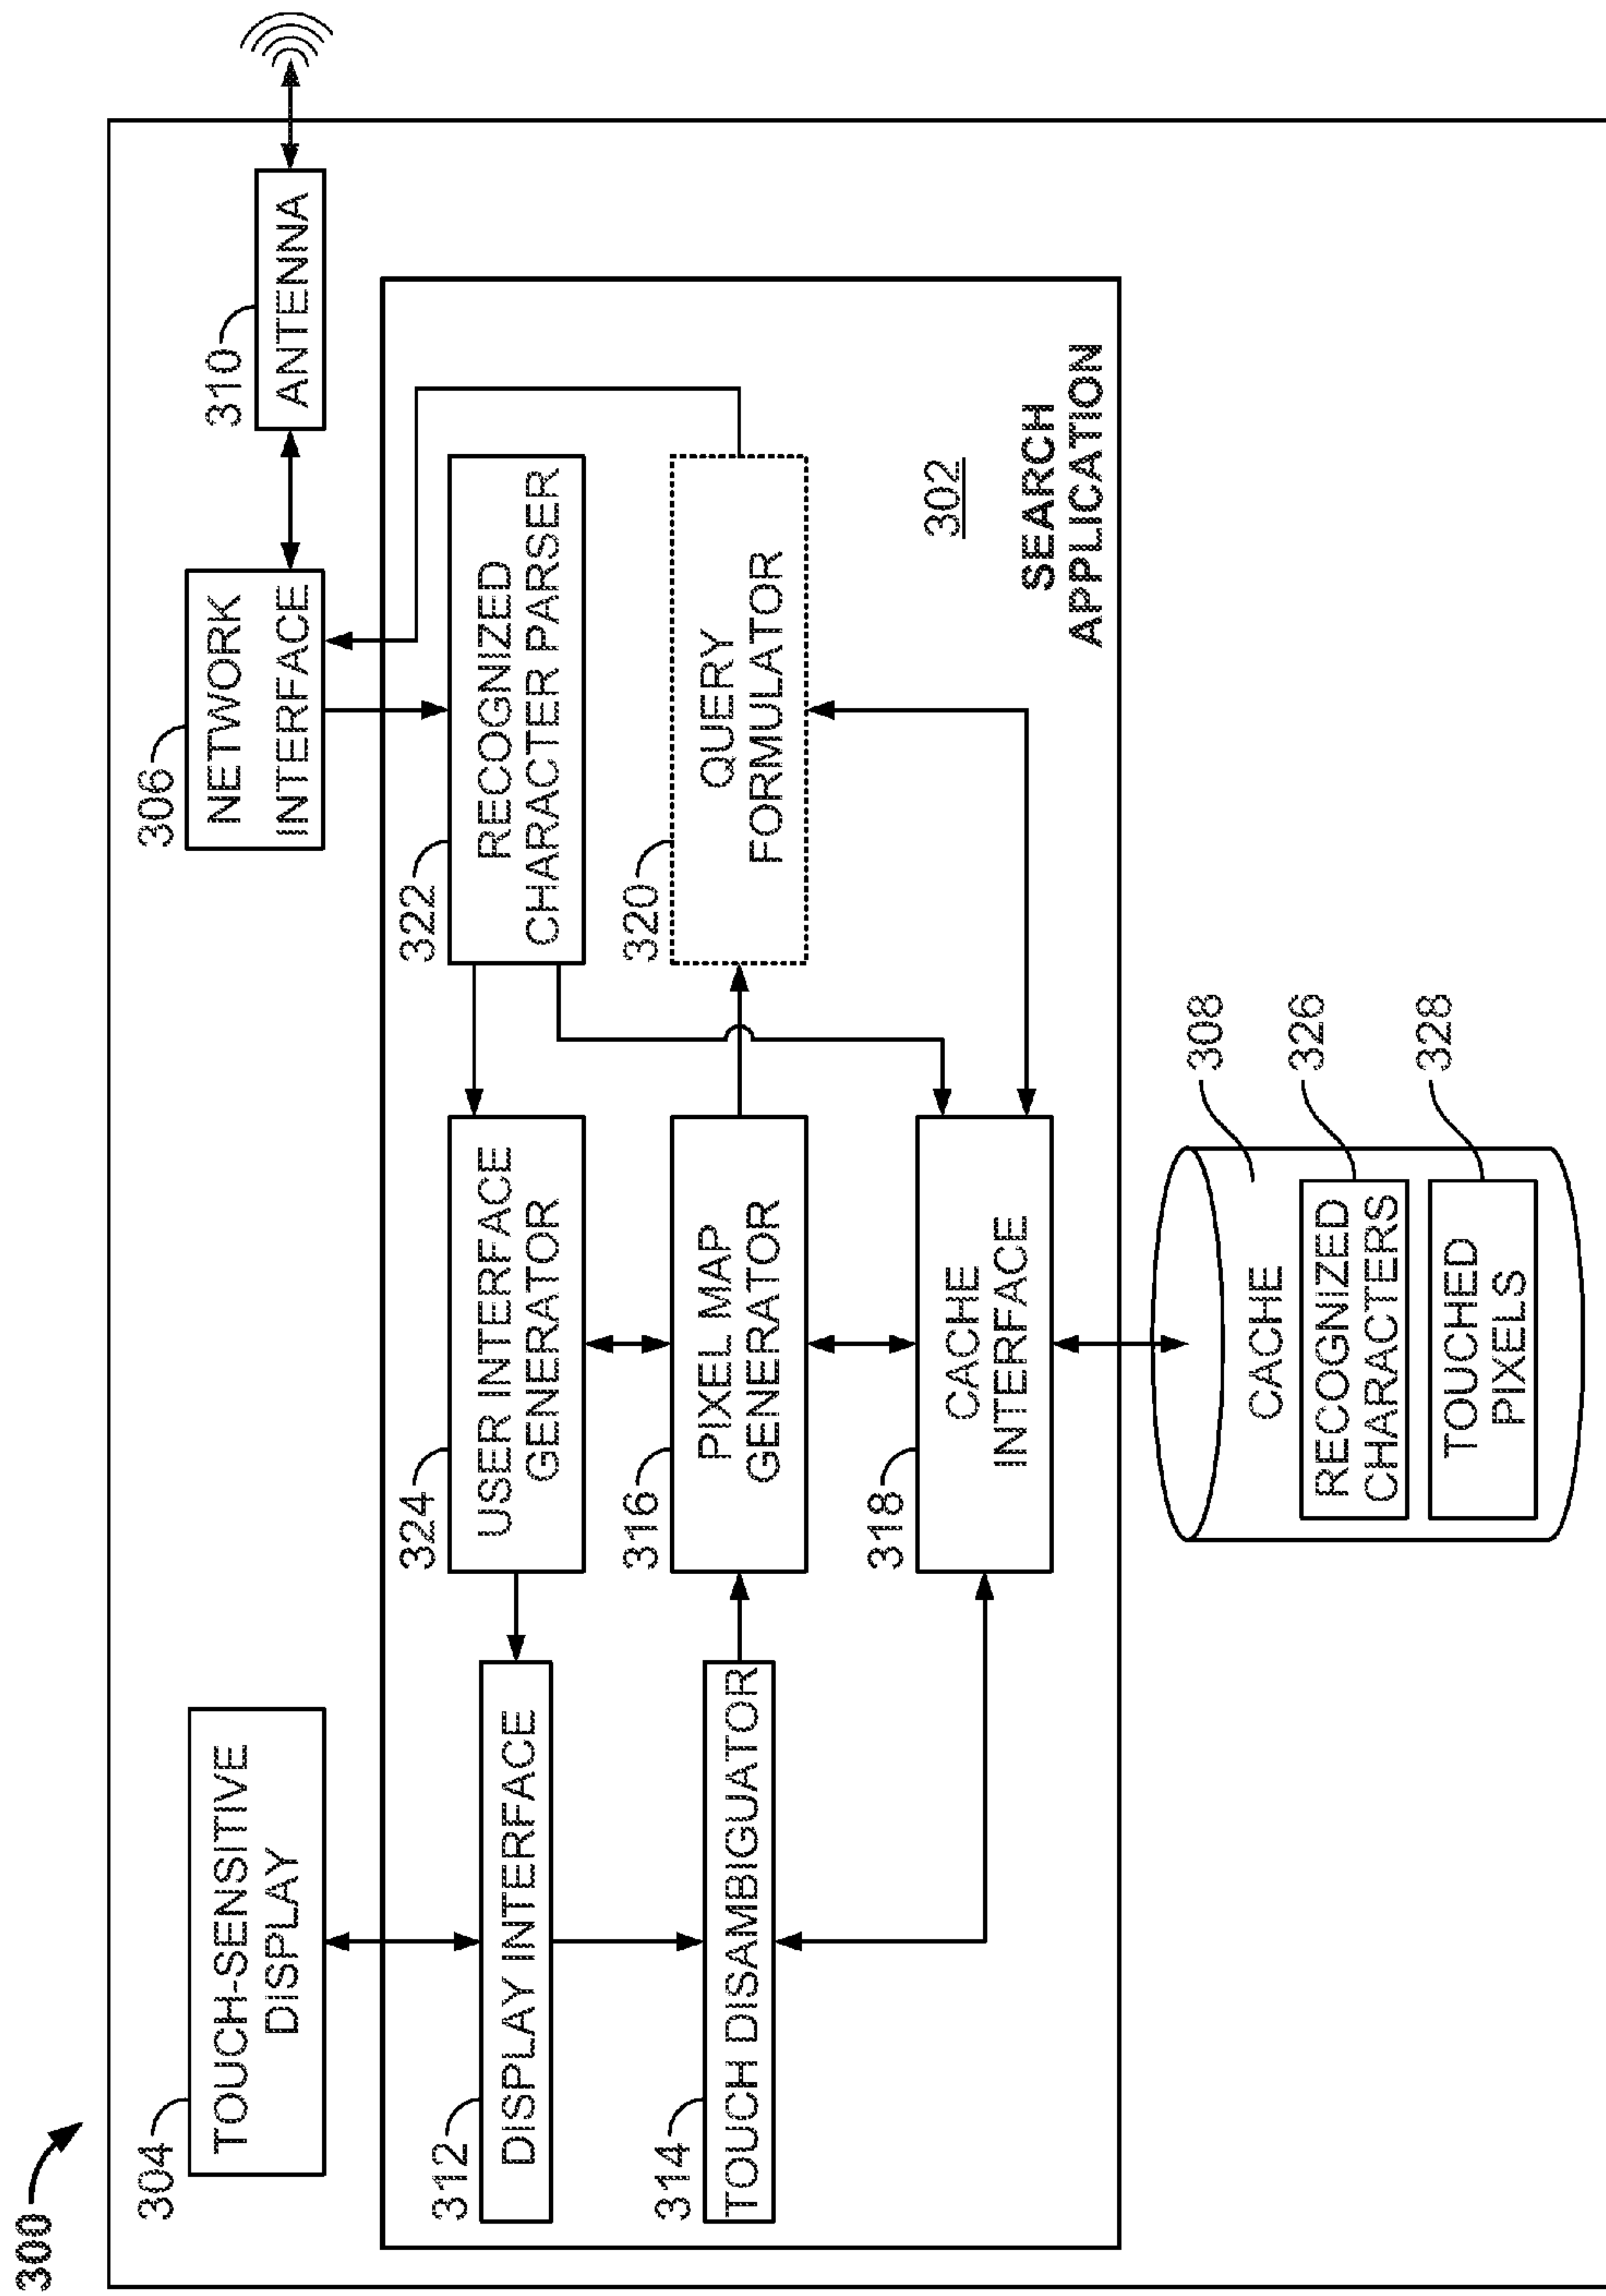 300
304
TOUCH-SENSITIVE
DISPLAY
306
NETWORK
INTERFACE
310
ANTENNA
312
DISPLAY INTERFACE
324
USER INTERFACE
GENERATOR
322
RECOGNIZED
CHARACTER PARSER
314
TOUCH DISAMBIGUATOR
316
PIXEL MAP
GENERATOR
320
QUERY
FORMULATOR
318
CACHE
INTERFACE
302
SEARCH
APPLICATION
CACHE
308
RECOGNIZED
CHARACTERS
326
TOUCHED
PIXELS
328